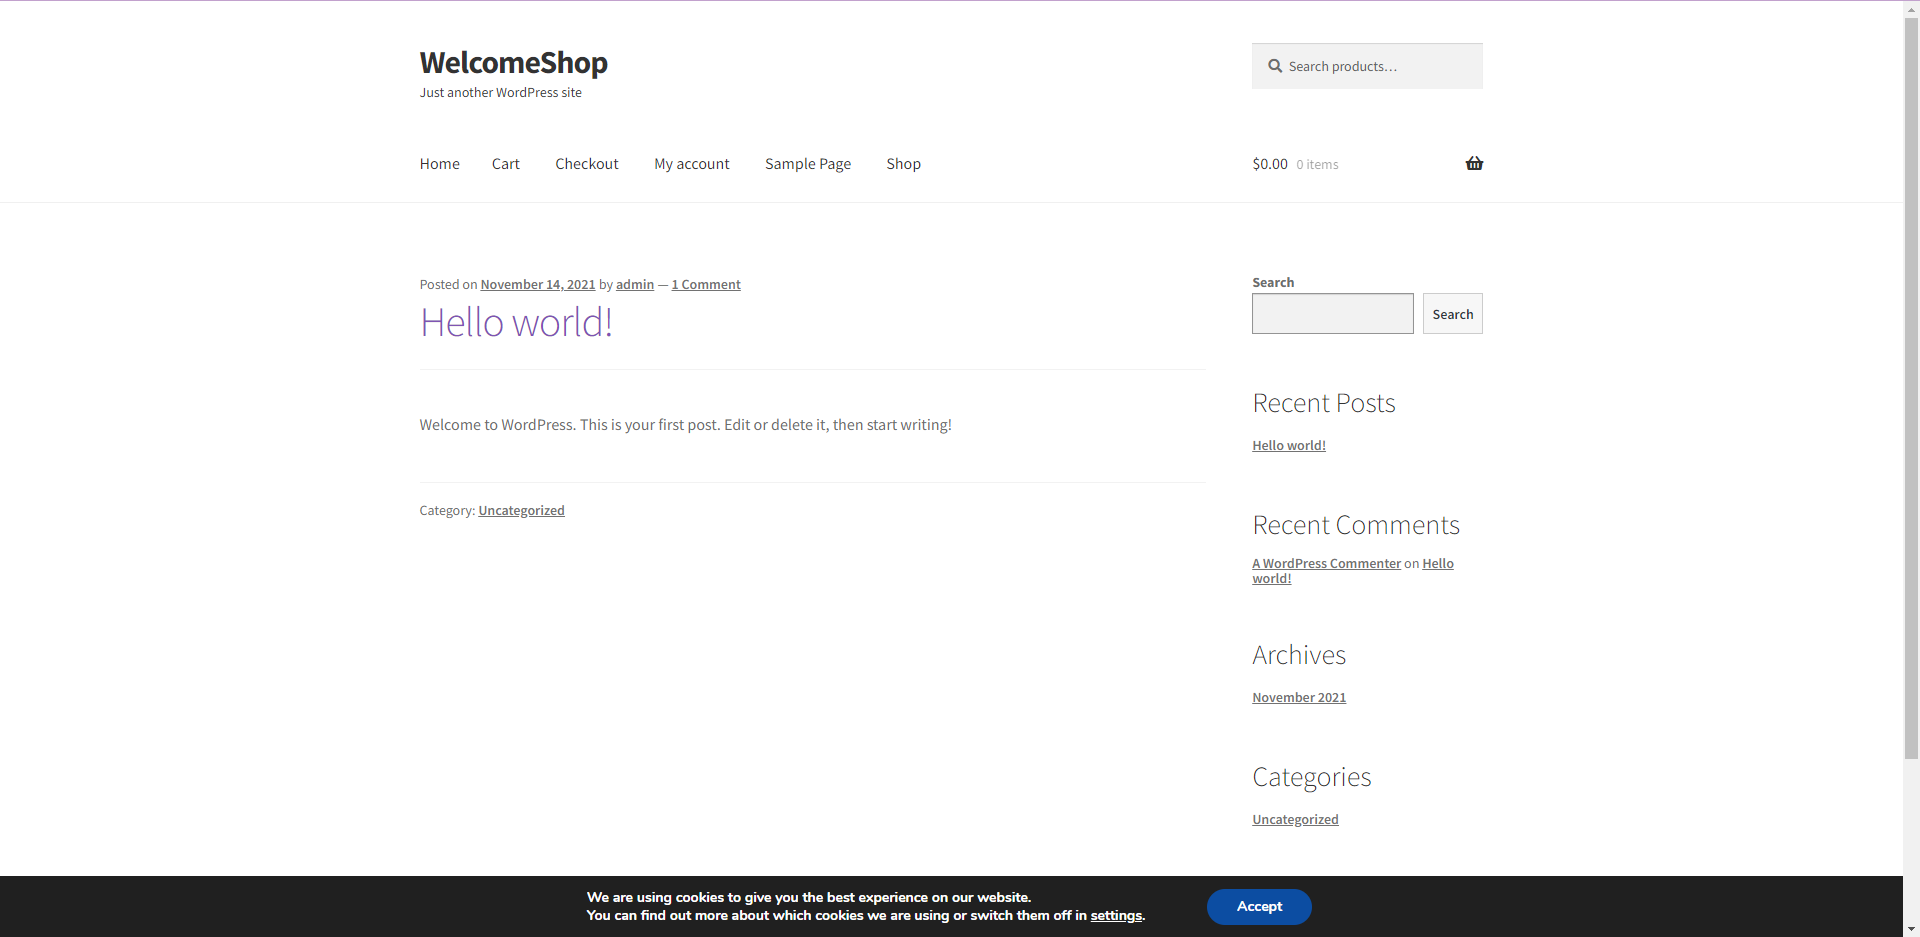 WelcomeShop
Just another WordPress site
Search products…
Home Cart Checkout My account Sample Page Shop
$0.00 0 items
Posted on November 14, 2021 by admin — 1 Comment
Hello world!
Welcome to WordPress. This is your first post. Edit or delete it, then start writing!
Category: Uncategorized
Search
Search
Recent Posts
Hello world!
Recent Comments
A WordPress Commenter on Hello
world!
Archives
November 2021
Categories
Uncategorized
We are using cookies to give you the best experience on our website.
You can find out more about which cookies we are using or switch them off in settings.
Accept